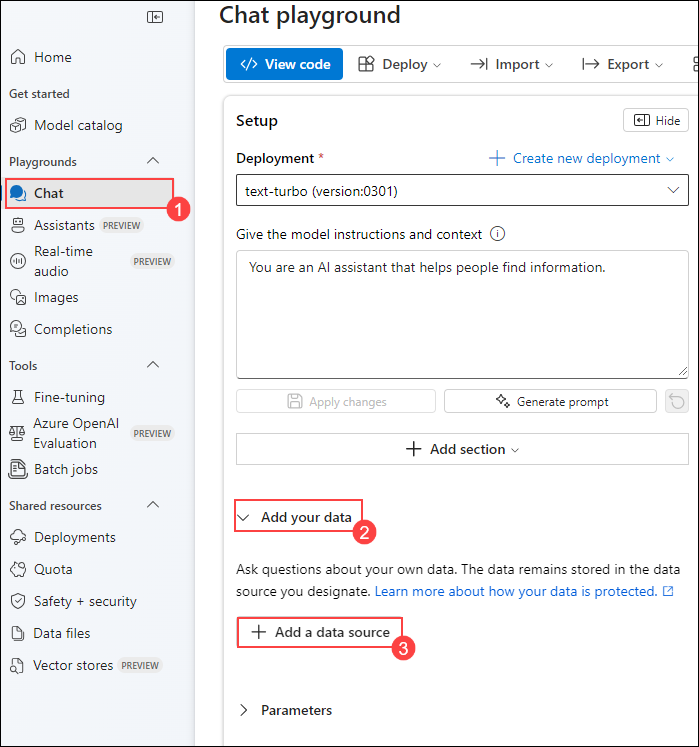 Home
Get started
Model catalog
Playgrounds
Chat
1
Assistants PREVIEW
Real-time
audio
PREVIEW
Images
Completions
Tools
Fine-tuning
Azure OpenAI
Evaluation
PREVIEW
Batch jobs
Shared resources
Deployments
Quota
Safety + security
Data files
Vector stores PREVIEW
Chat playground
View code Deploy Import Export
Setup
Hide
Deployment * Create new deployment
text-turbo (version:0301)
Give the model instructions and context
You are an AI assistant that helps people find information.
Apply changes Generate prompt
Add section
Add your data
2
Ask questions about your own data. The data remains stored in the data
source you designate. Learn more about how your data is protected.
Add a data source
3
Parameters